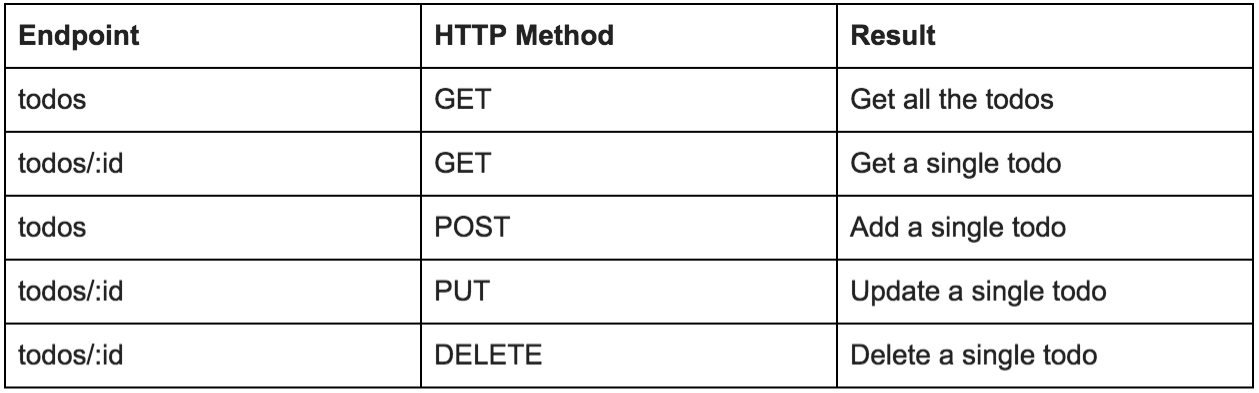 Endpoint HTTP Method Result
todos GET Get all the todos
todos/:id GET Get a single todo
todos POST Add a single todo
todos/:id PUT Update a single todo
todos/:id DELETE Delete a single todo